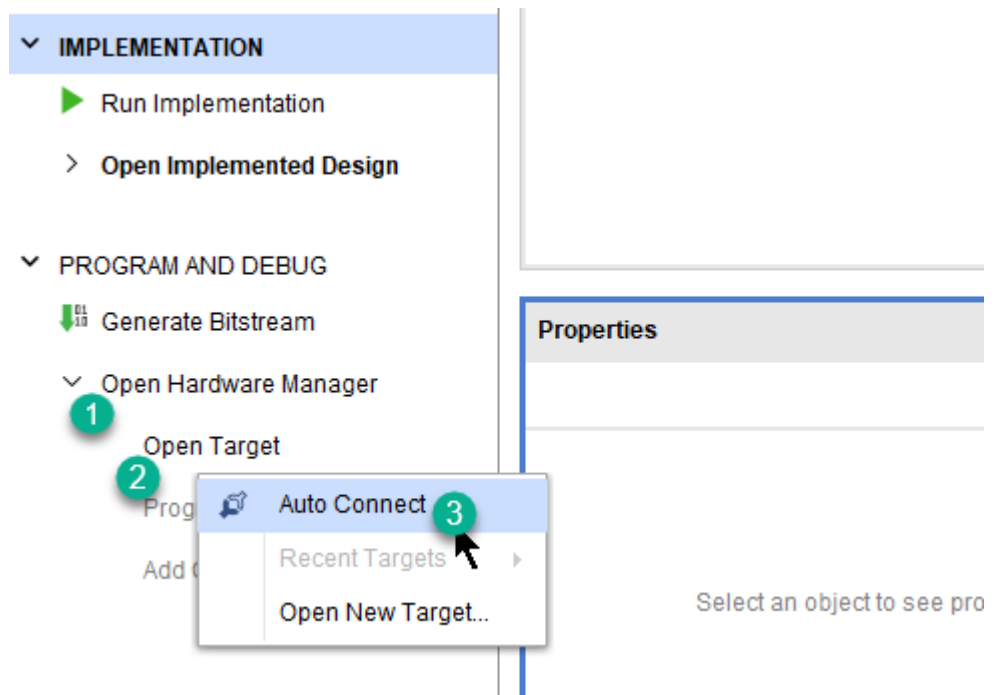 IMPLEMENTATION
Run Implementation
Open Implemented Design
PROGRAM AND DEBUG
Generate Bitstream
Open Hardware Manager
1
Open Target
2
Auto Connect
3
Recent Targets
Add
Open New Target...
Properties
Select an object to see